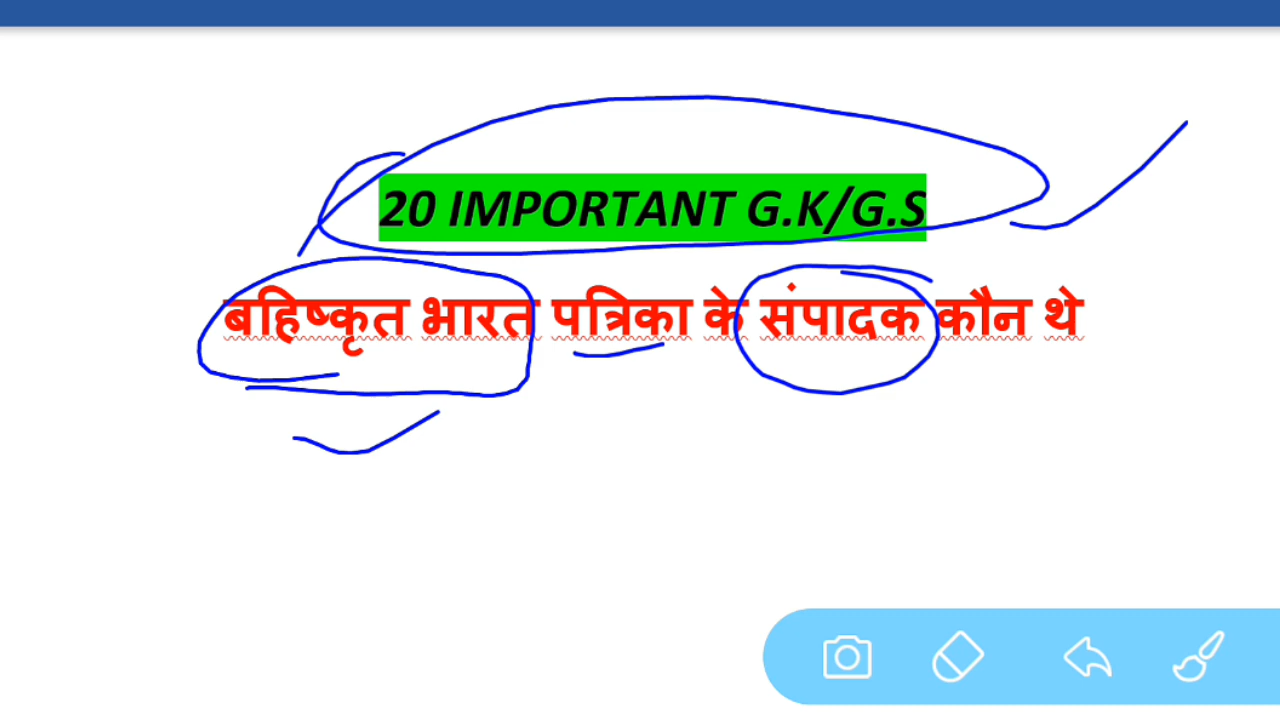 20 IMPORTANT G.K/G.S
बहिष्कृत भारत पत्रिका के संपादक कौन थे